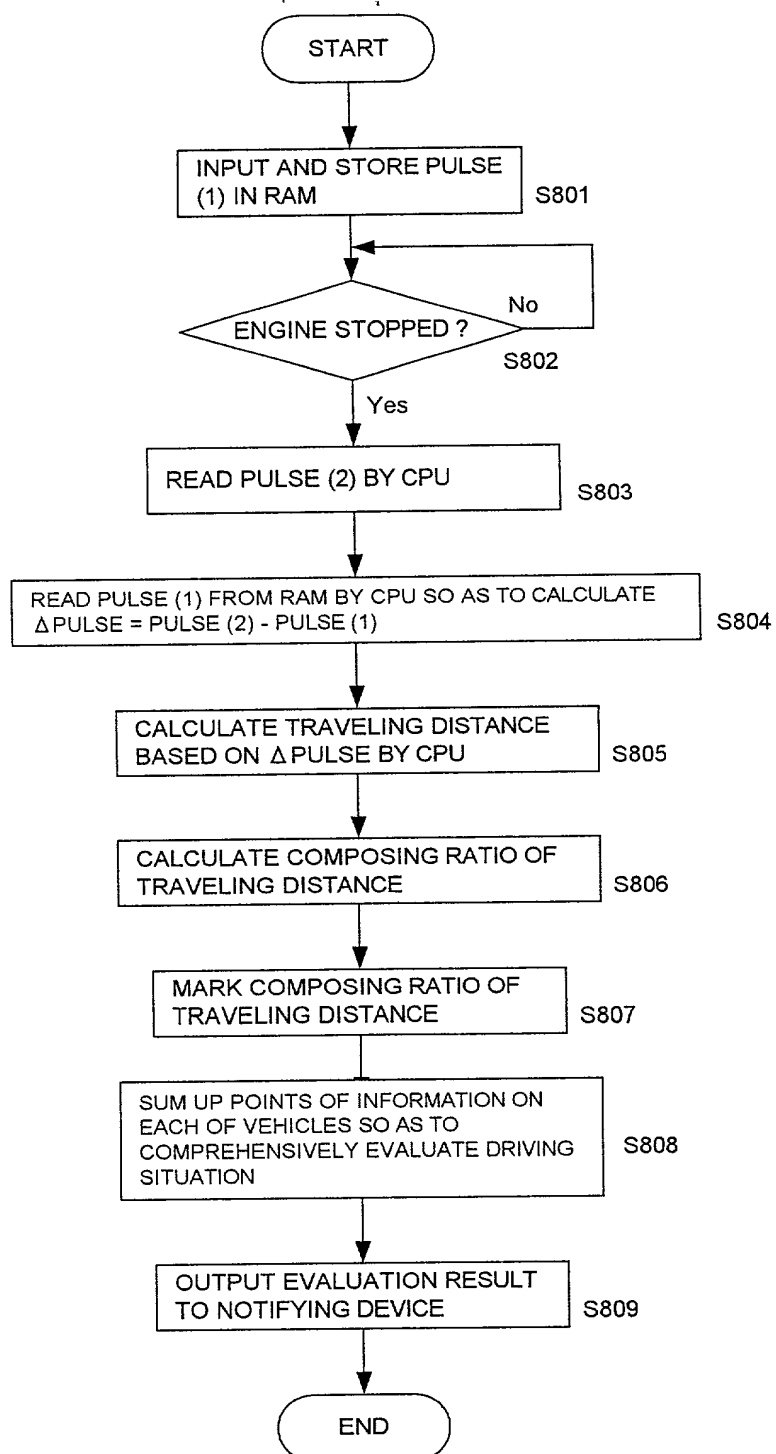 START
INPUT AND STORE PULSE
(1) IN RAM
S801
No
ENGINE STOPPED ?
S802
Yes
READ PULSE (2) BY CPU
S803
READ PULSE (1) FROM RAM BY CPU SO AS TO CALCULATE
Δ PULSE = PULSE (2) - PULSE (1)
S804
CALCULATE TRAVELING DISTANCE
BASED ON Δ PULSE BY CPU
S805
CALCULATE COMPOSING RATIO OF
TRAVELING DISTANCE
S806
MARK COMPOSING RATIO OF
TRAVELING DISTANCE
S807
SUM UP POINTS OF INFORMATION ON
EACH OF VEHICLES SO AS TO
COMPREHENSIVELY EVALUATE DRIVING
SITUATION
S808
OUTPUT EVALUATION RESULT
TO NOTIFYING DEVICE
S809
END